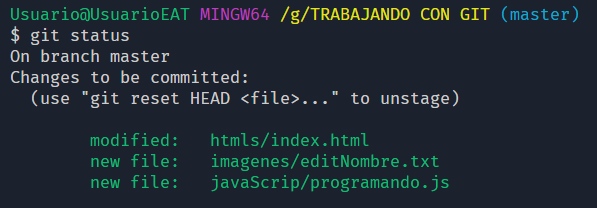 Usuario@UsuarioEAT MINGW64 /g/TRABAJANDO CON GIT (master)
$ git status
On branch master
Changes to be committed:
  (use "git reset HEAD <file>..." to unstage)

        modified:   htmls/index.html
        new file:   imagenes/editNombre.txt
        new file:   javaScrip/programando.js